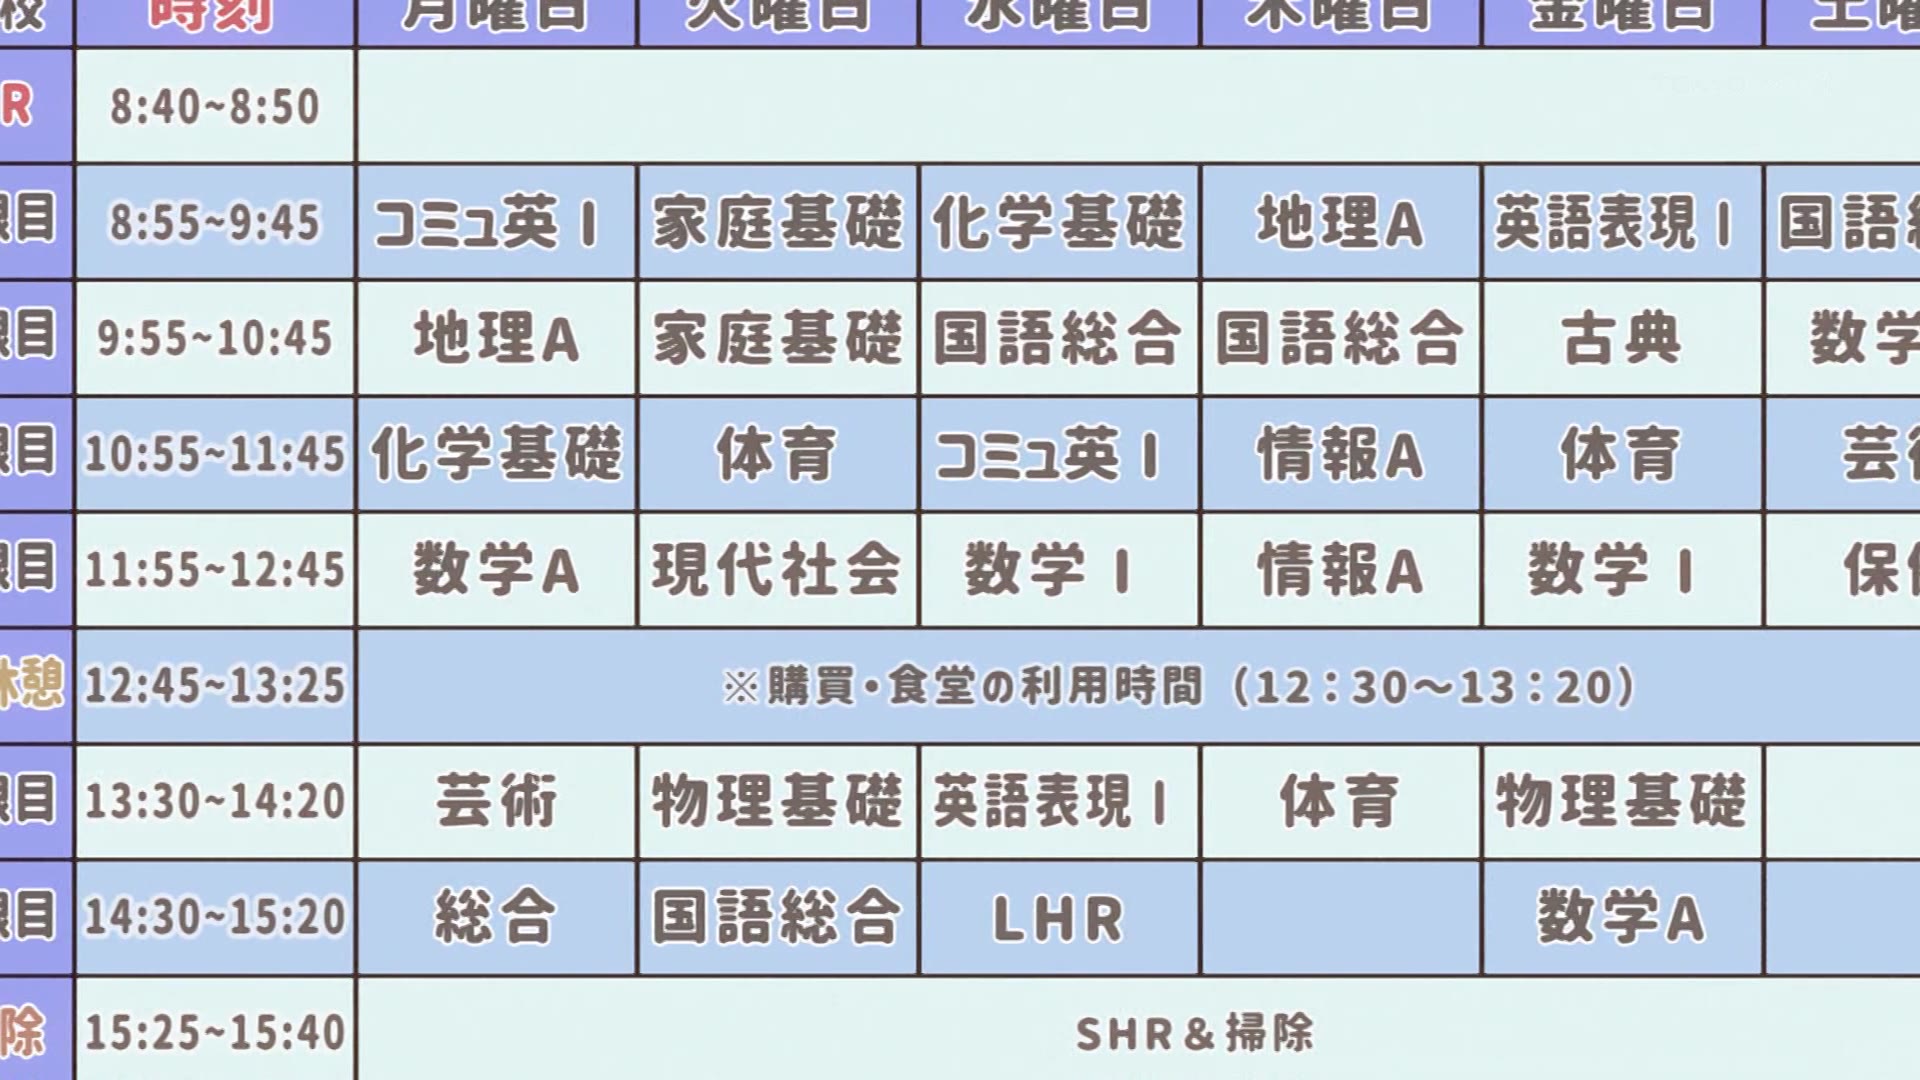 校 時刻 月曜日 火曜日 水曜日 木曜日 金曜日 土曜
R 8:40~8:50
限目 8:55~9:45 コミュ英Ⅰ 家庭基礎 化学基礎 地理A 英語表現Ⅰ 国語総
限目 9:55~10:45 地理A 家庭基礎 国語総合 国語総合 古典 数学
限目 10:55~11:45 化学基礎 体育 コミュ英Ⅰ 情報A 体育 芸術
限目 11:55~12:45 数学A 現代社会 数学Ⅰ 情報A 数学Ⅰ 保健
休憩 12:45~13:25 ※購買・食堂の利用時間（12：30～13：20）
限目 13:30~14:20 芸術 物理基礎 英語表現Ⅰ 体育 物理基礎
限目 14:30~15:20 総合 国語総合 LHR 数学A
除 15:25~15:40 SHR＆掃除